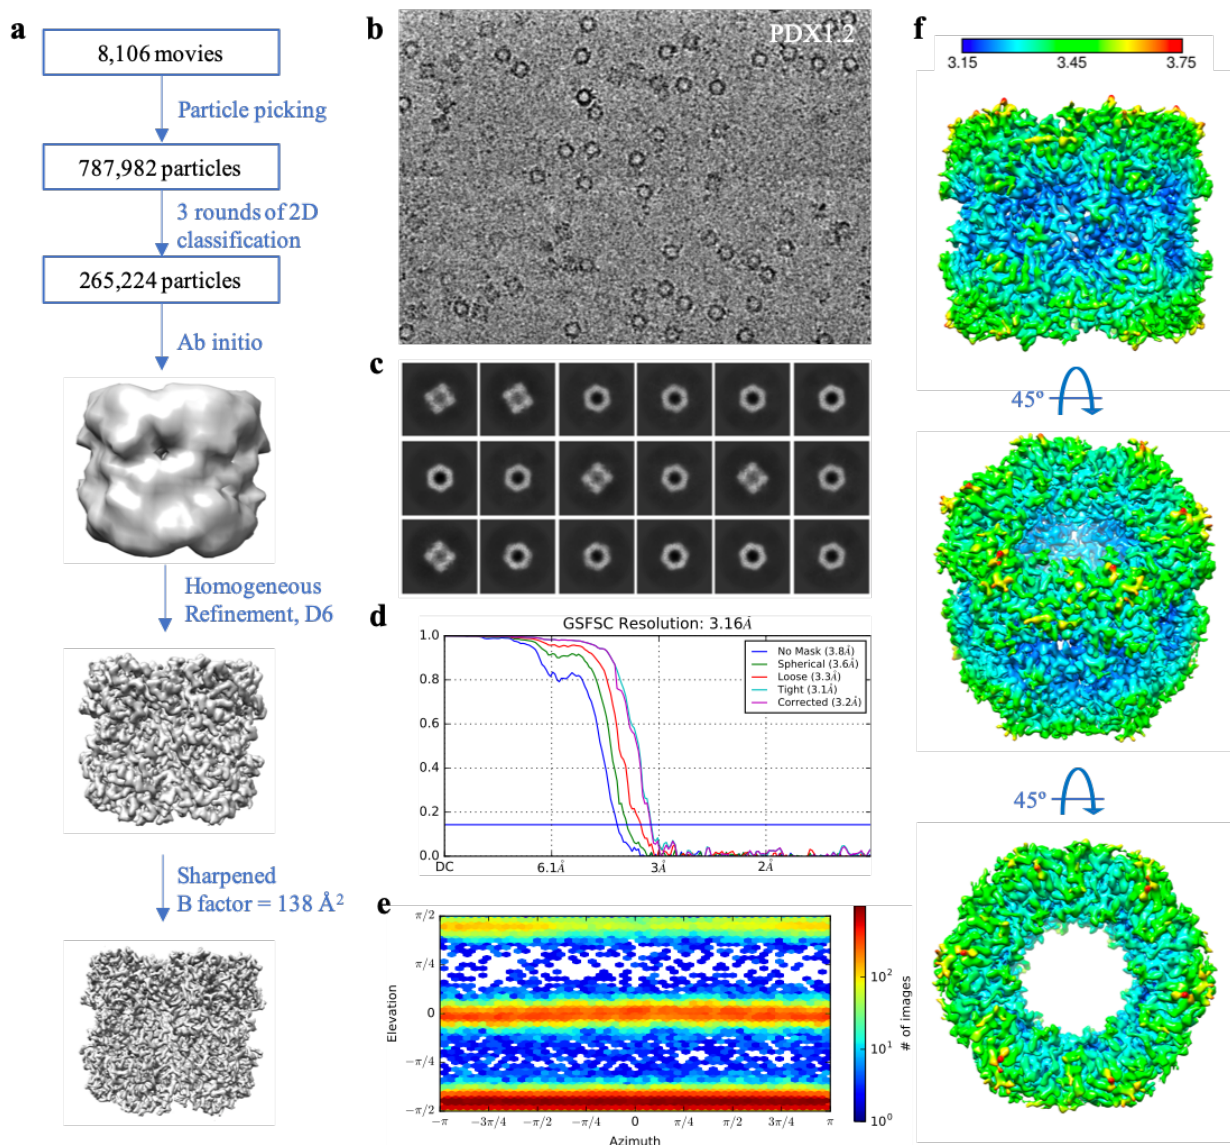 a
8,106 movies
Particle picking
787,982 particles
3 rounds of 2D
classification
265,224 particles
Ab initio
Homogeneous
Refinement, D6
Sharpened
B factor = 138 Å²
b
PDX1.2
c
d
GSFSC Resolution: 3.16Å
1.0
0.8
0.6
0.4
0.2
0.0
No Mask (3.8Å)
Spherical (3.6Å)
Loose (3.3Å)
Tight (3.1Å)
Corrected (3.2Å)
DC
6.1Å
3Å
2Å
e
π/2
π/4
0
−π/4
−π/2
Elevation
−π
−3π/4
−π/2
−π/4
0
π/4
π/2
3π/4
π
Azimuth
10²
10¹
10⁰
# of images
f
3.15
3.45
3.75
45º
45º